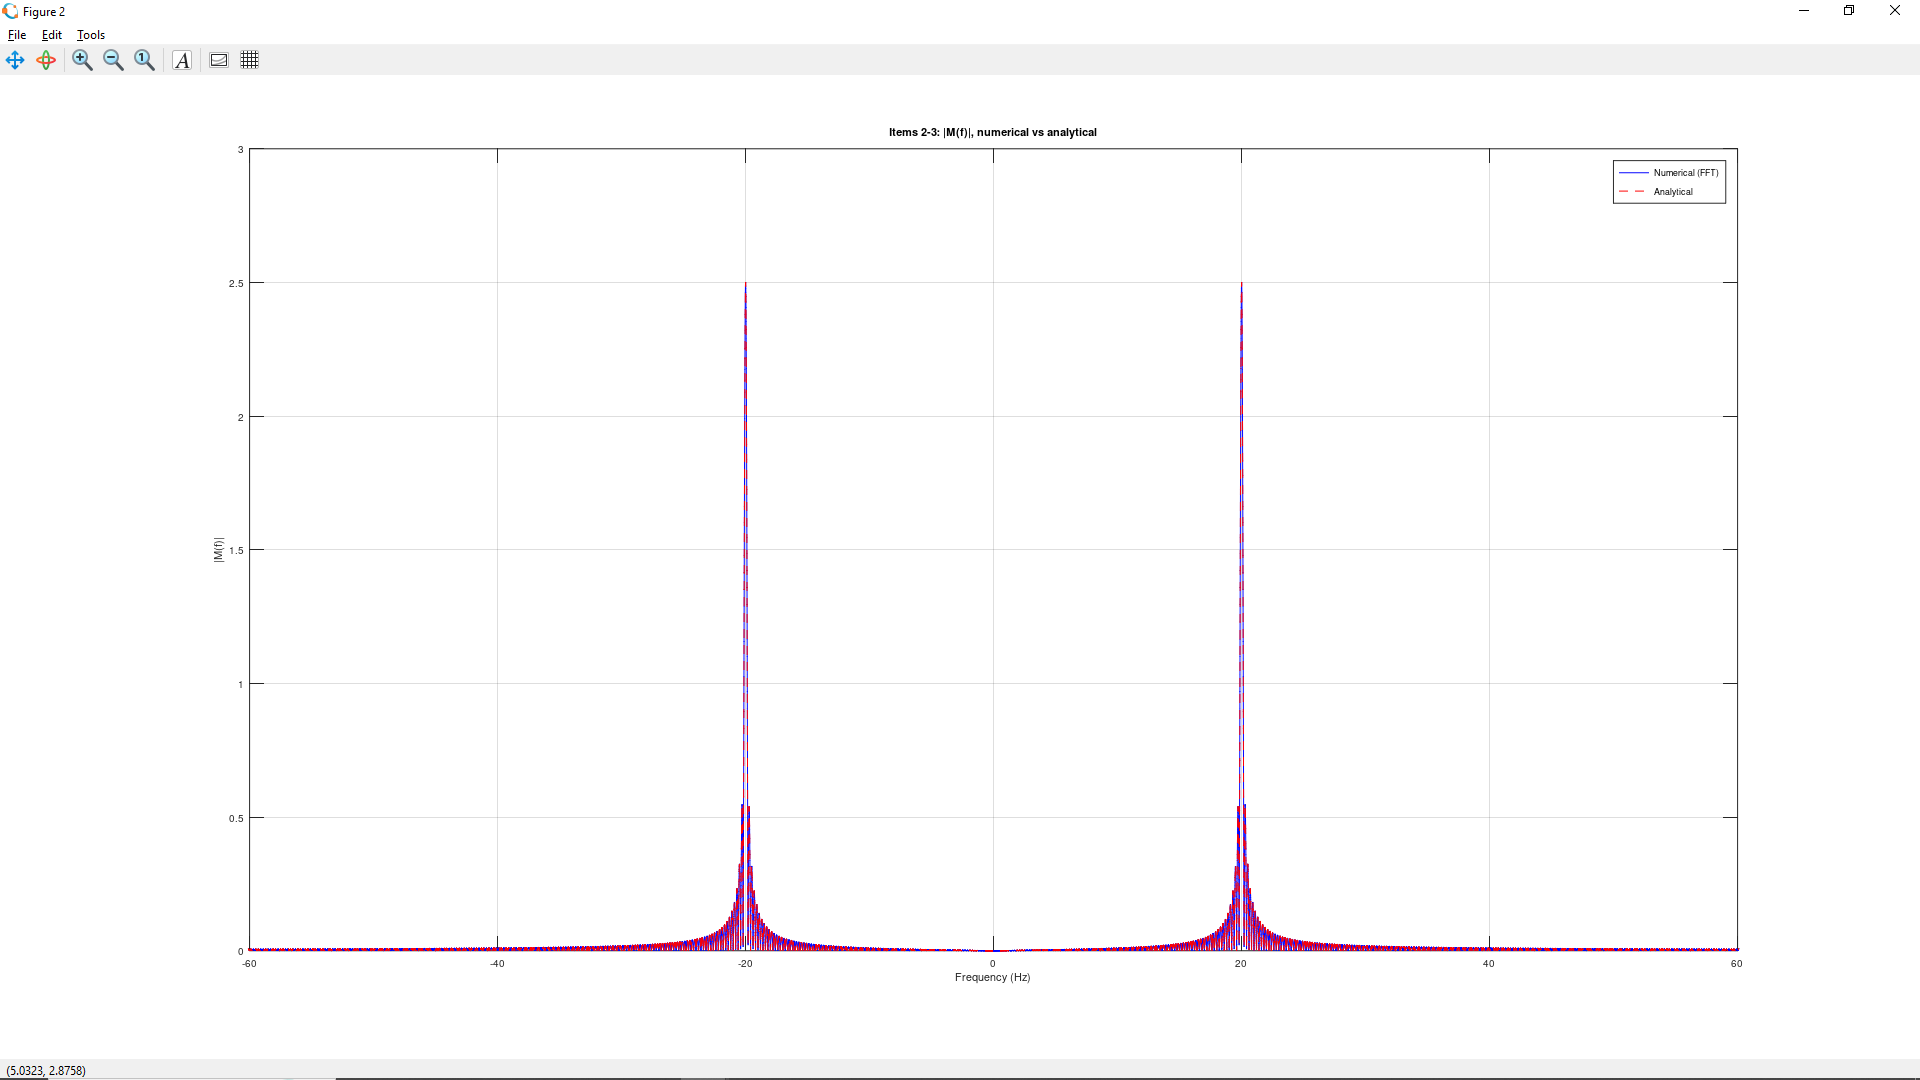 Figure 2
File Edit Tools
Items 2-3: |M(f)|, numerical vs analytical
3
2.5
2
1.5
1
0.5
0
|M(f)|
Numerical (FFT)
Analytical
-60 -40 -20 0 20 40 60
Frequency (Hz)
(5.0323, 2.8758)